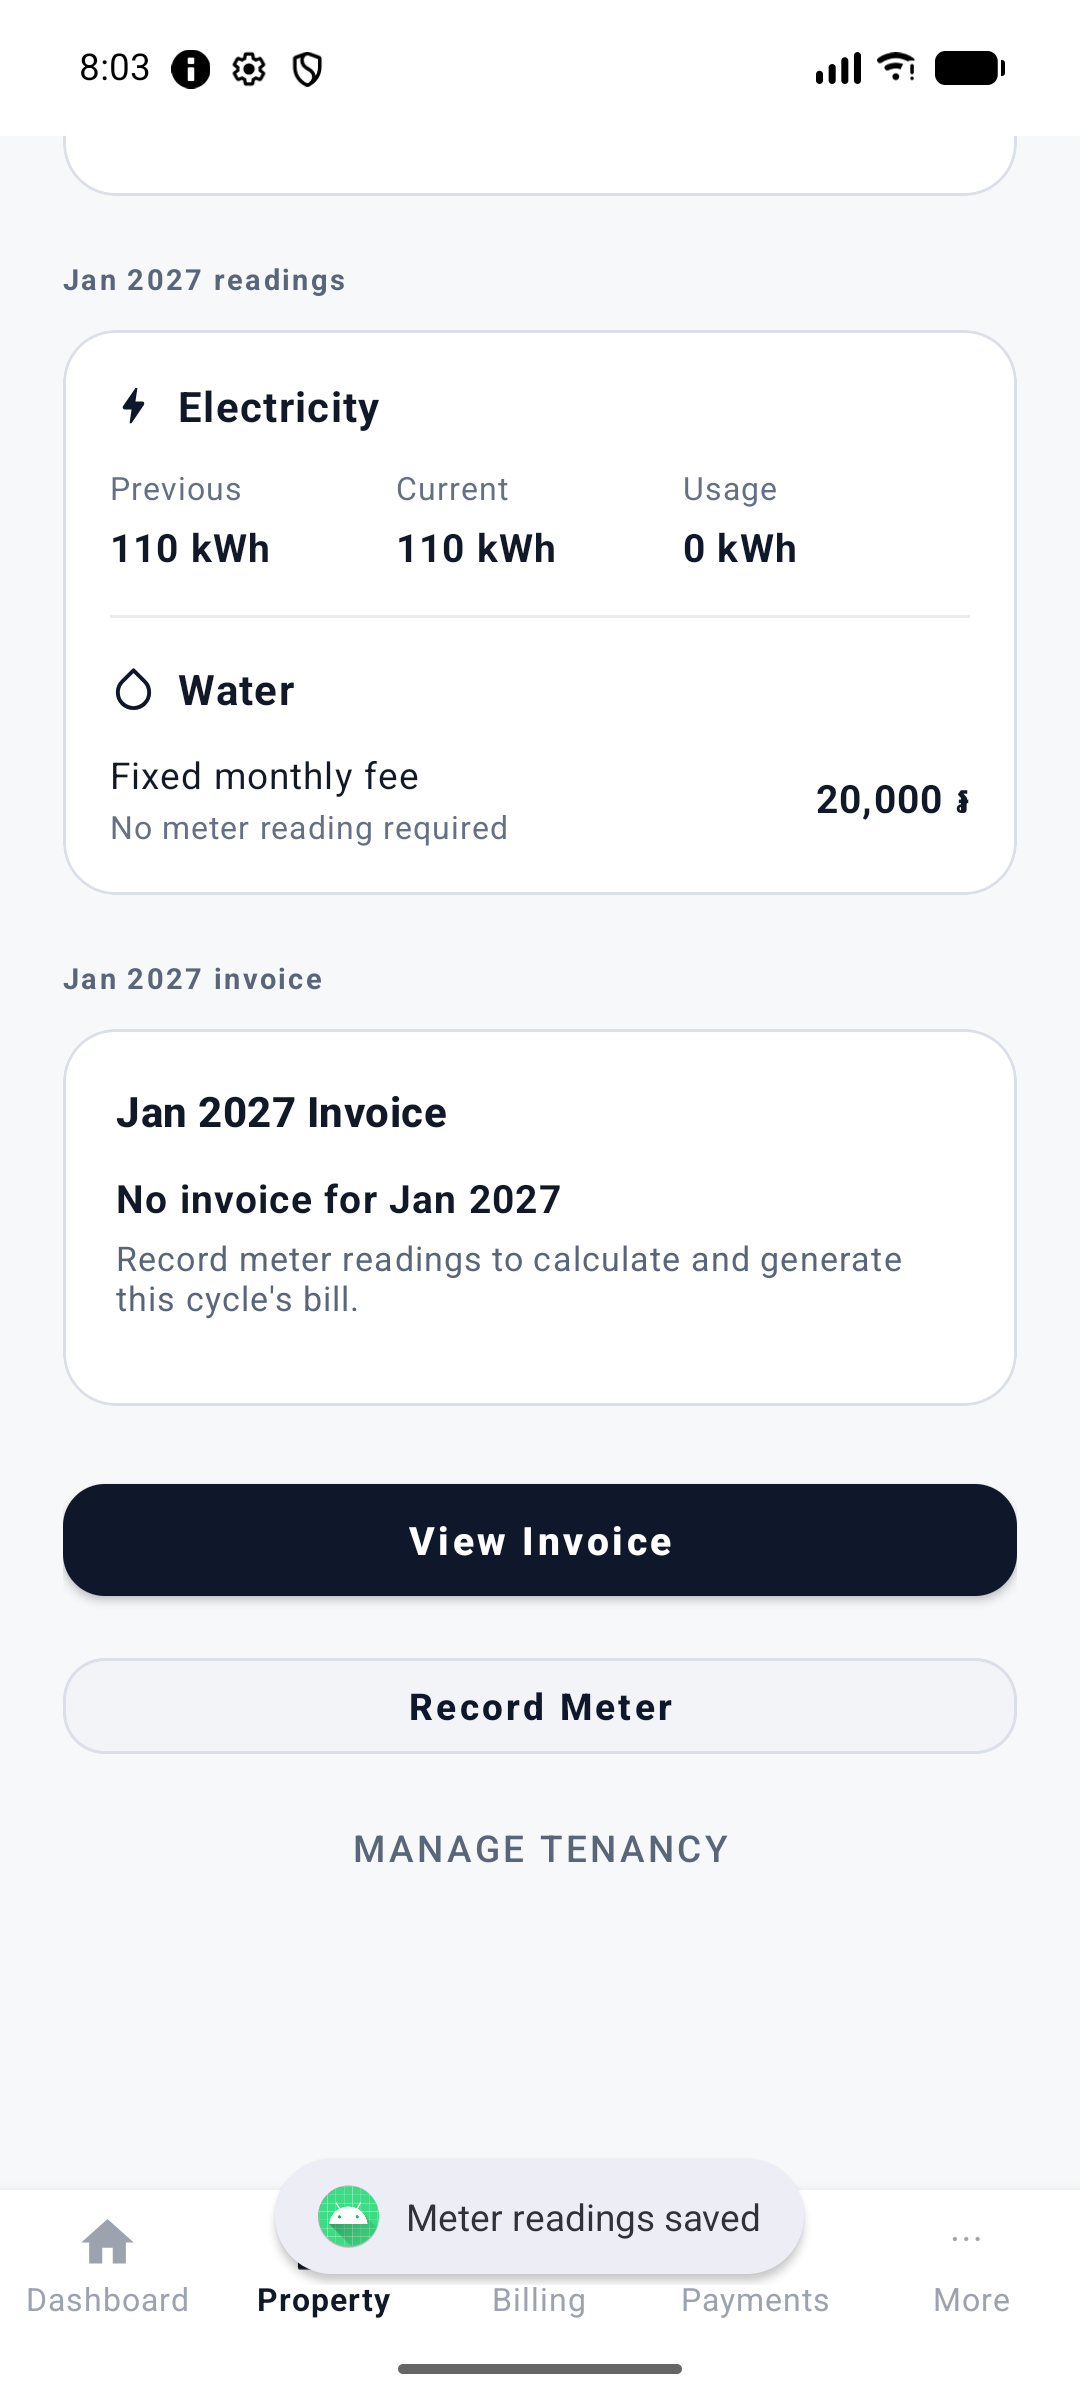 8:03
Jan 2027 readings
Electricity
Previous Current Usage
110 kWh 110 kWh 0 kWh
Water
Fixed monthly fee
20,000 ៛
No meter reading required
Jan 2027 invoice
Jan 2027 Invoice
No invoice for Jan 2027
Record meter readings to calculate and generate
this cycle's bill.
View Invoice
Record Meter
MANAGE TENANCY
Meter readings saved
Dashboard Property Billing Payments More